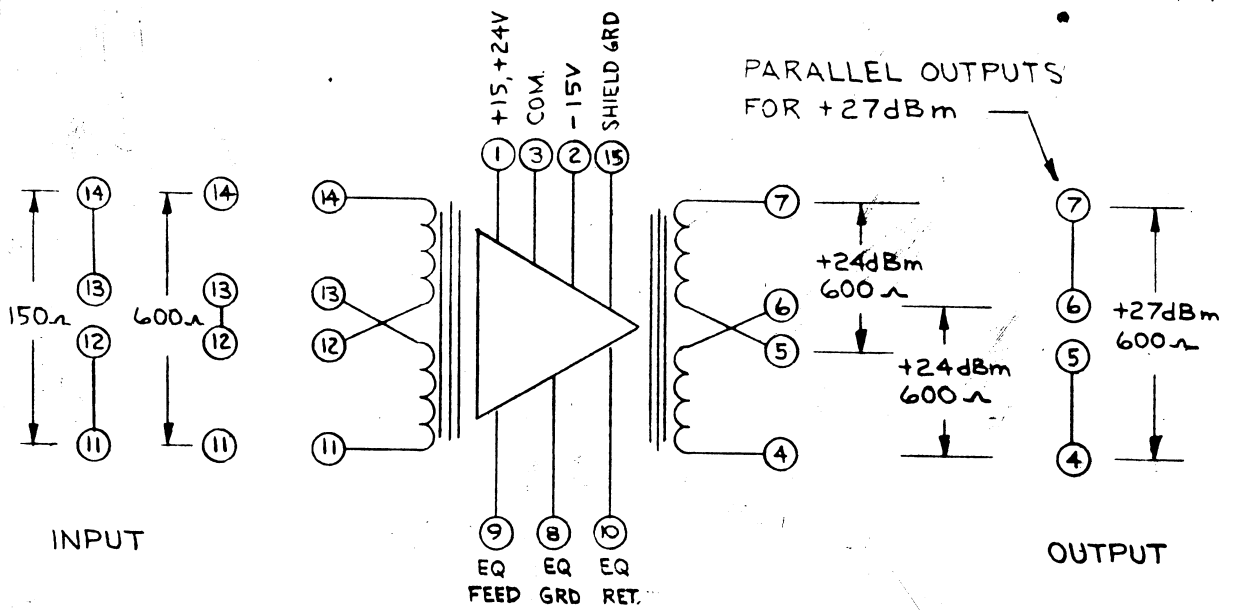 +15, +24V
COM.
-15V
SHIELD GRD
PARALLEL OUTPUTS
FOR +27dBm
1 3 2 15
14 14 14 7 7
13 13 13 6 6
12 12 12 5 5
11 11 11 4 4
150Ω 600Ω
+24dBm
600Ω
+24dBm
600Ω
+27dBm
600Ω
9 8 10
EQ FEED
EQ GRD
EQ RET.
INPUT
OUTPUT